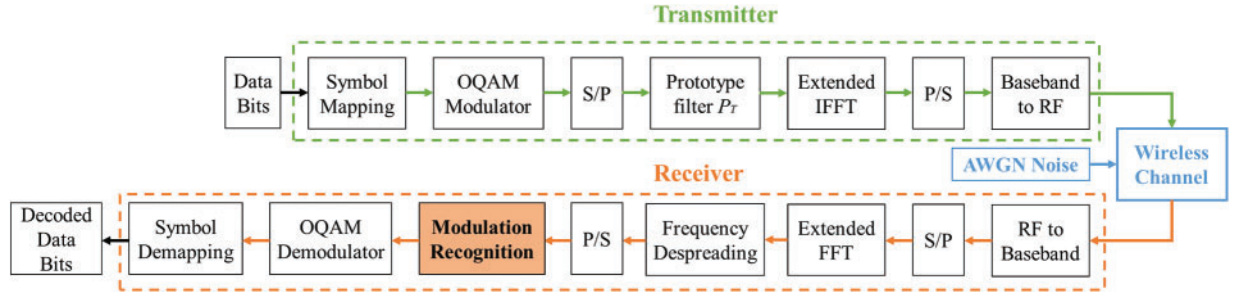 Transmitter
Data
Bits
Symbol
Mapping
OQAM
Modulator
S/P
Prototype
filter P_T
Extended
IFFT
P/S
Baseband
to RF
AWGN Noise
Wireless
Channel
Receiver
Decoded
Data
Bits
Symbol
Demapping
OQAM
Demodulator
Modulation
Recognition
P/S
Frequency
Despreading
Extended
FFT
S/P
RF to
Baseband